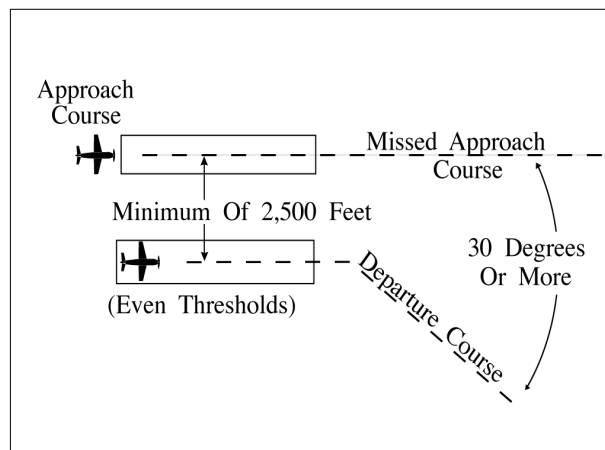 Approach
Course
Missed Approach
Course
Minimum Of 2,500 Feet
30 Degrees
Or More
(Even Thresholds)
Departure Course